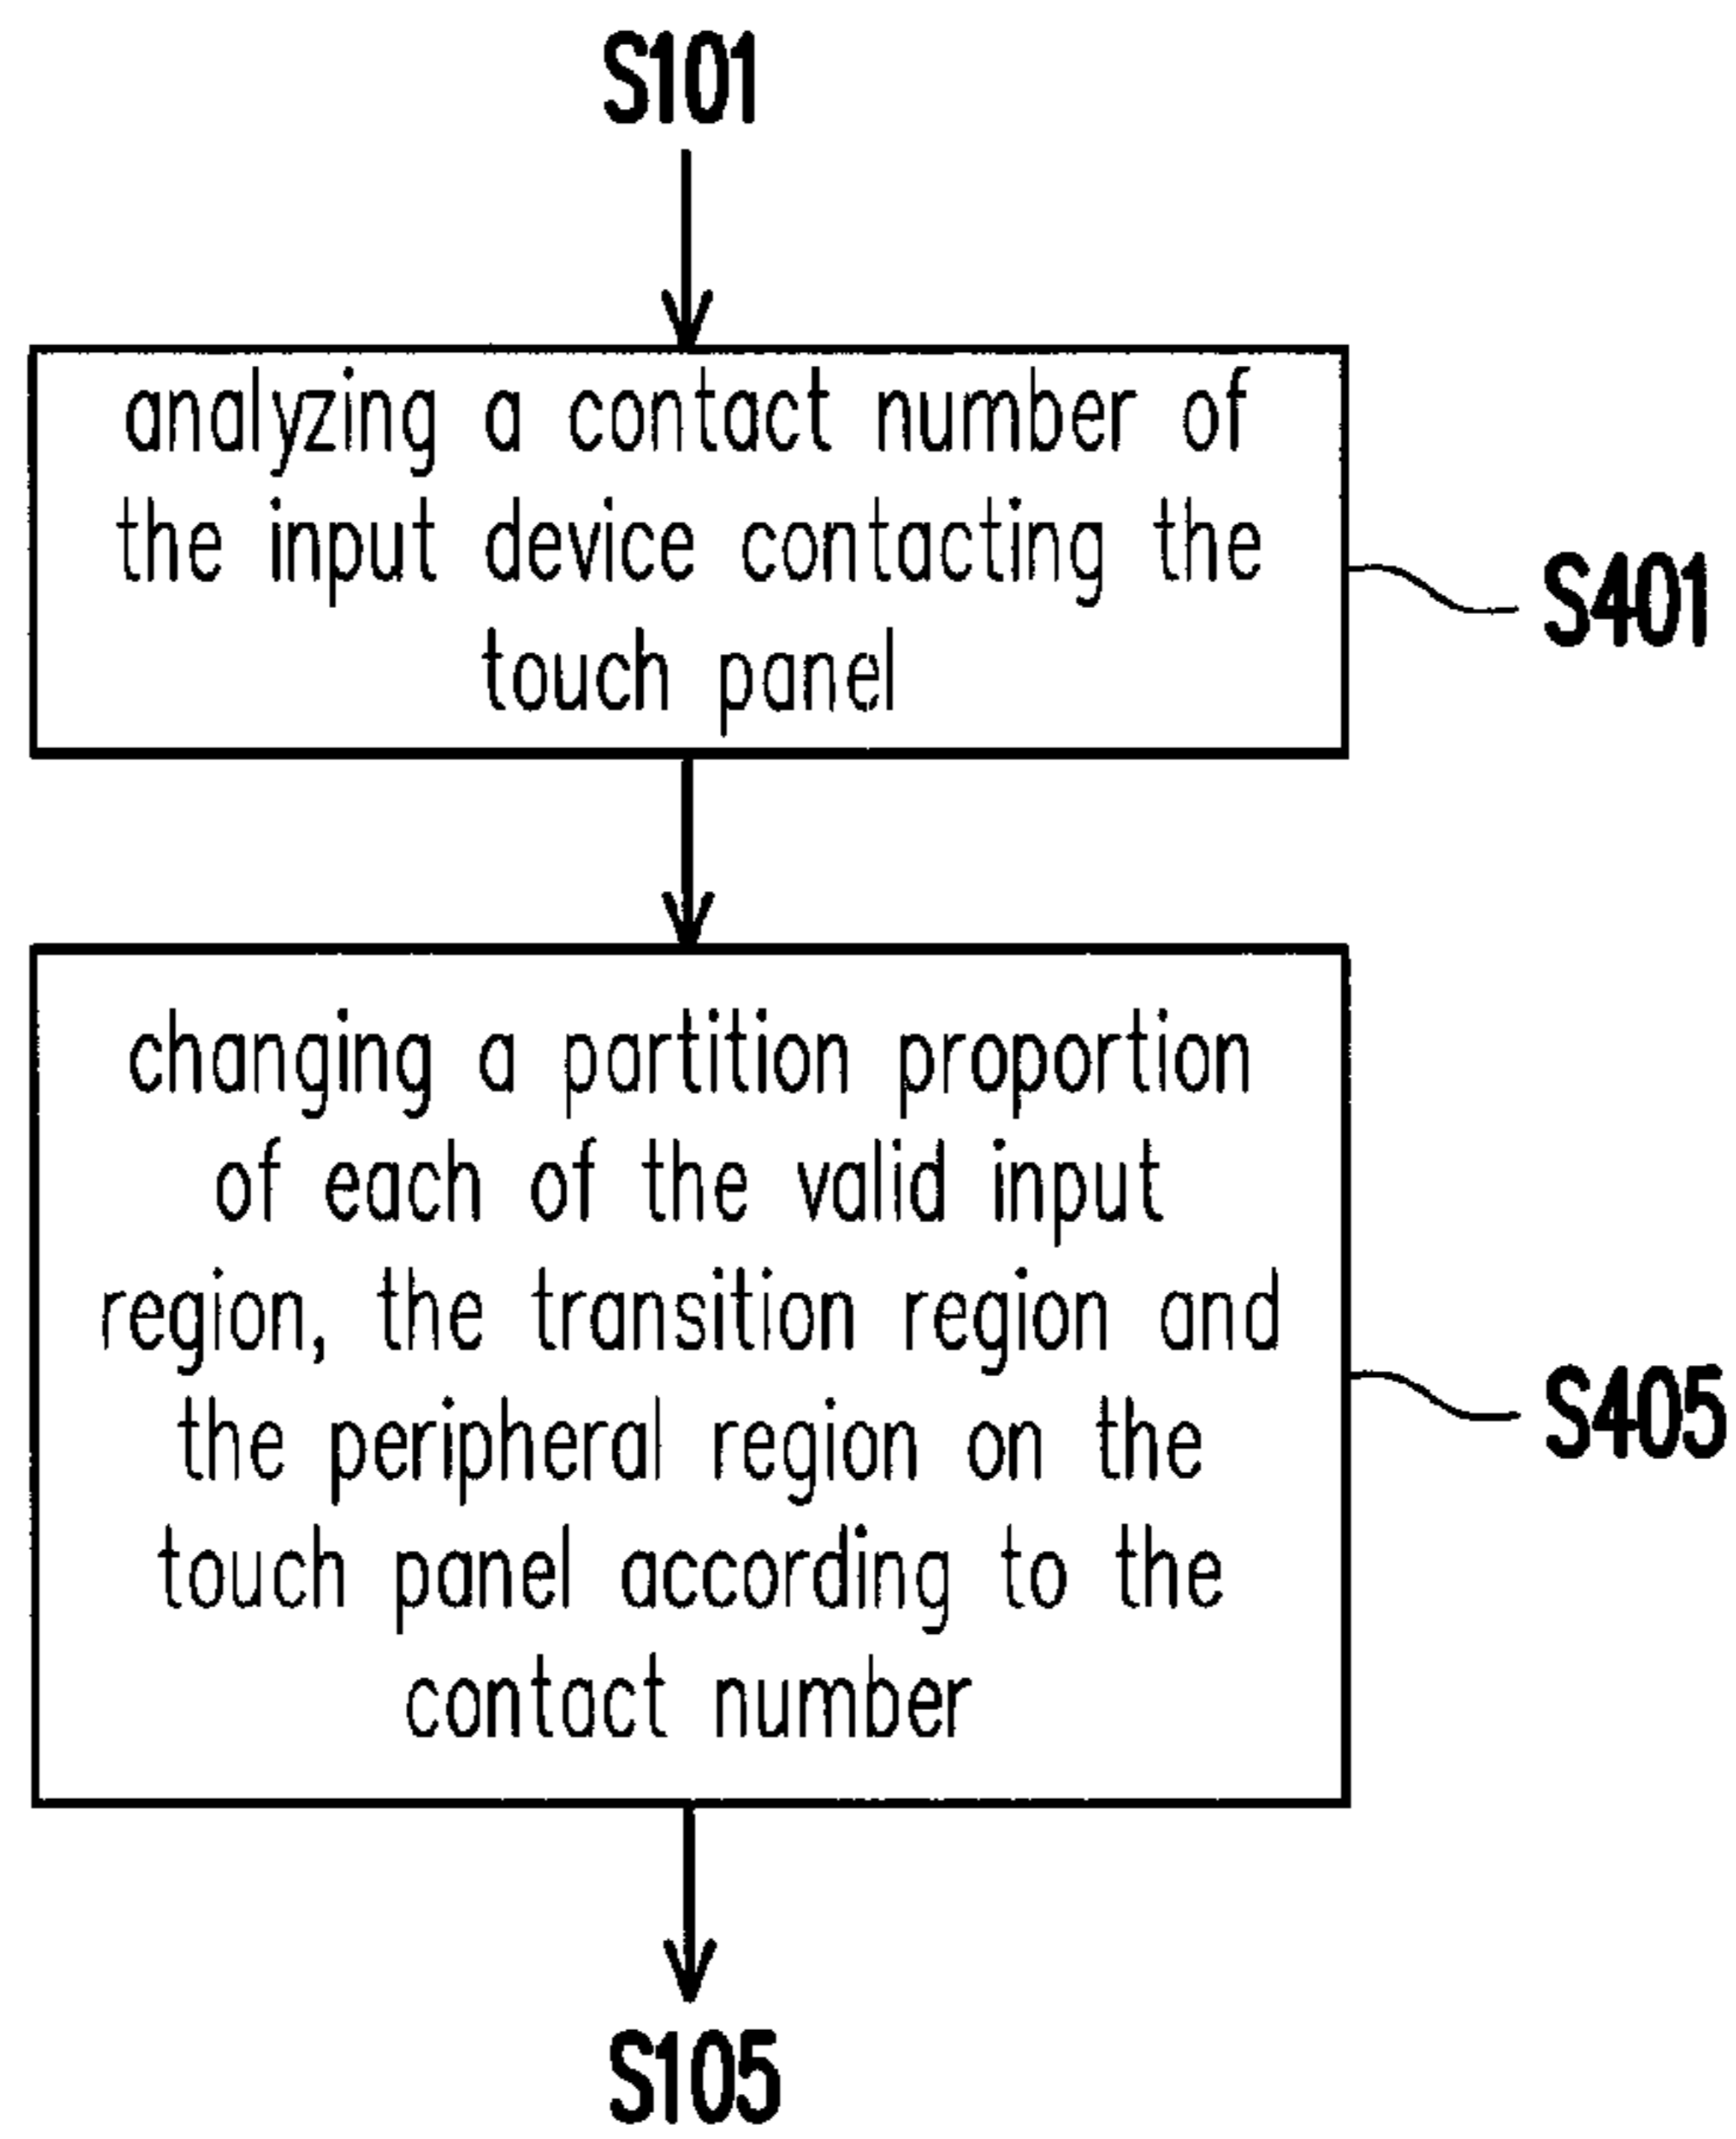 S101
analyzing a contact number of
the input device contacting the
touch panel
S401
changing a partition proportion
of each of the valid input
region, the transition region and
the peripheral region on the
touch panel according to the
contact number
S405
S105